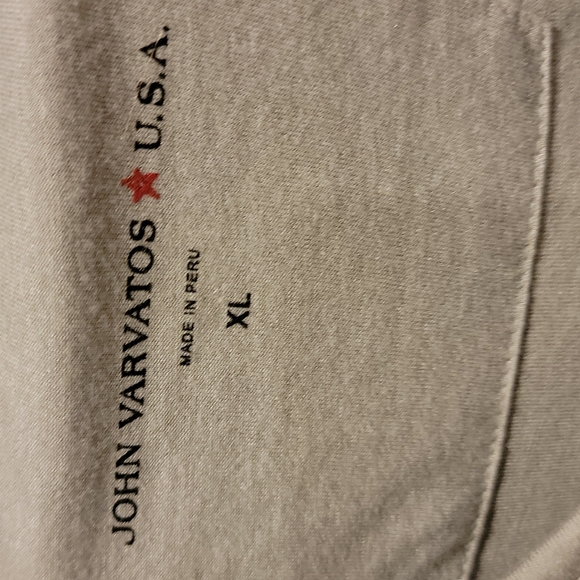 JOHN VARVATOS ★ U.S.A.
MADE IN PERU
XL